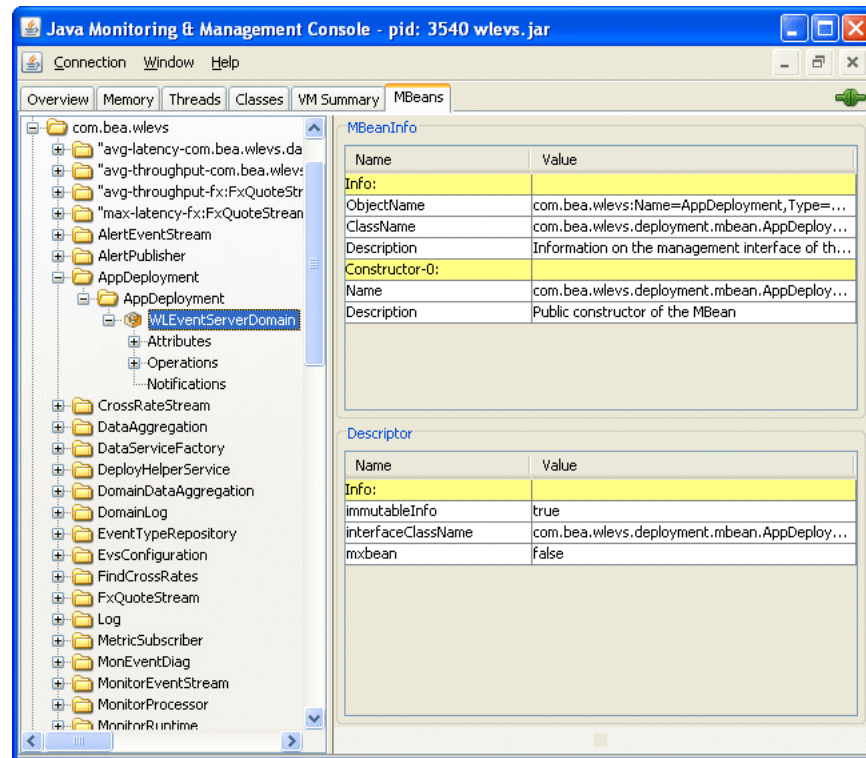 Java Monitoring & Management Console - pid: 3540 wlevs.jar
Connection Window Help
Overview Memory Threads Classes VM Summary MBeans
com.bea.wlevs
"avg-latency-com.bea.wlevs.da
"avg-throughput-com.bea.wlevs
"avg-throughput-fx:FxQuoteStr
"max-latency-fx:FxQuoteStrean
AlertEventStream
AlertPublisher
AppDeployment
AppDeployment
WLEventServerDomain
Attributes
Operations
Notifications
CrossRateStream
DataAggregation
DataServiceFactory
DeployHelperService
DomainDataAggregation
DomainLog
EventTypeRepository
EvsConfiguration
FindCrossRates
FxQuoteStream
Log
MetricSubscriber
MonEventDiag
MonitorEventStream
MonitorProcessor
MonitorRuntime
MBeanInfo
Name Value
Info:
ObjectName com.bea.wlevs:Name=AppDeployment,Type=...
ClassName com.bea.wlevs.deployment.mbean.AppDeploy...
Description Information on the management interface of th...
Constructor-0:
Name com.bea.wlevs.deployment.mbean.AppDeploy...
Description Public constructor of the MBean
Descriptor
Name Value
Info:
immutableInfo true
interfaceClassName com.bea.wlevs.deployment.mbean.AppDeploy...
mxbean false